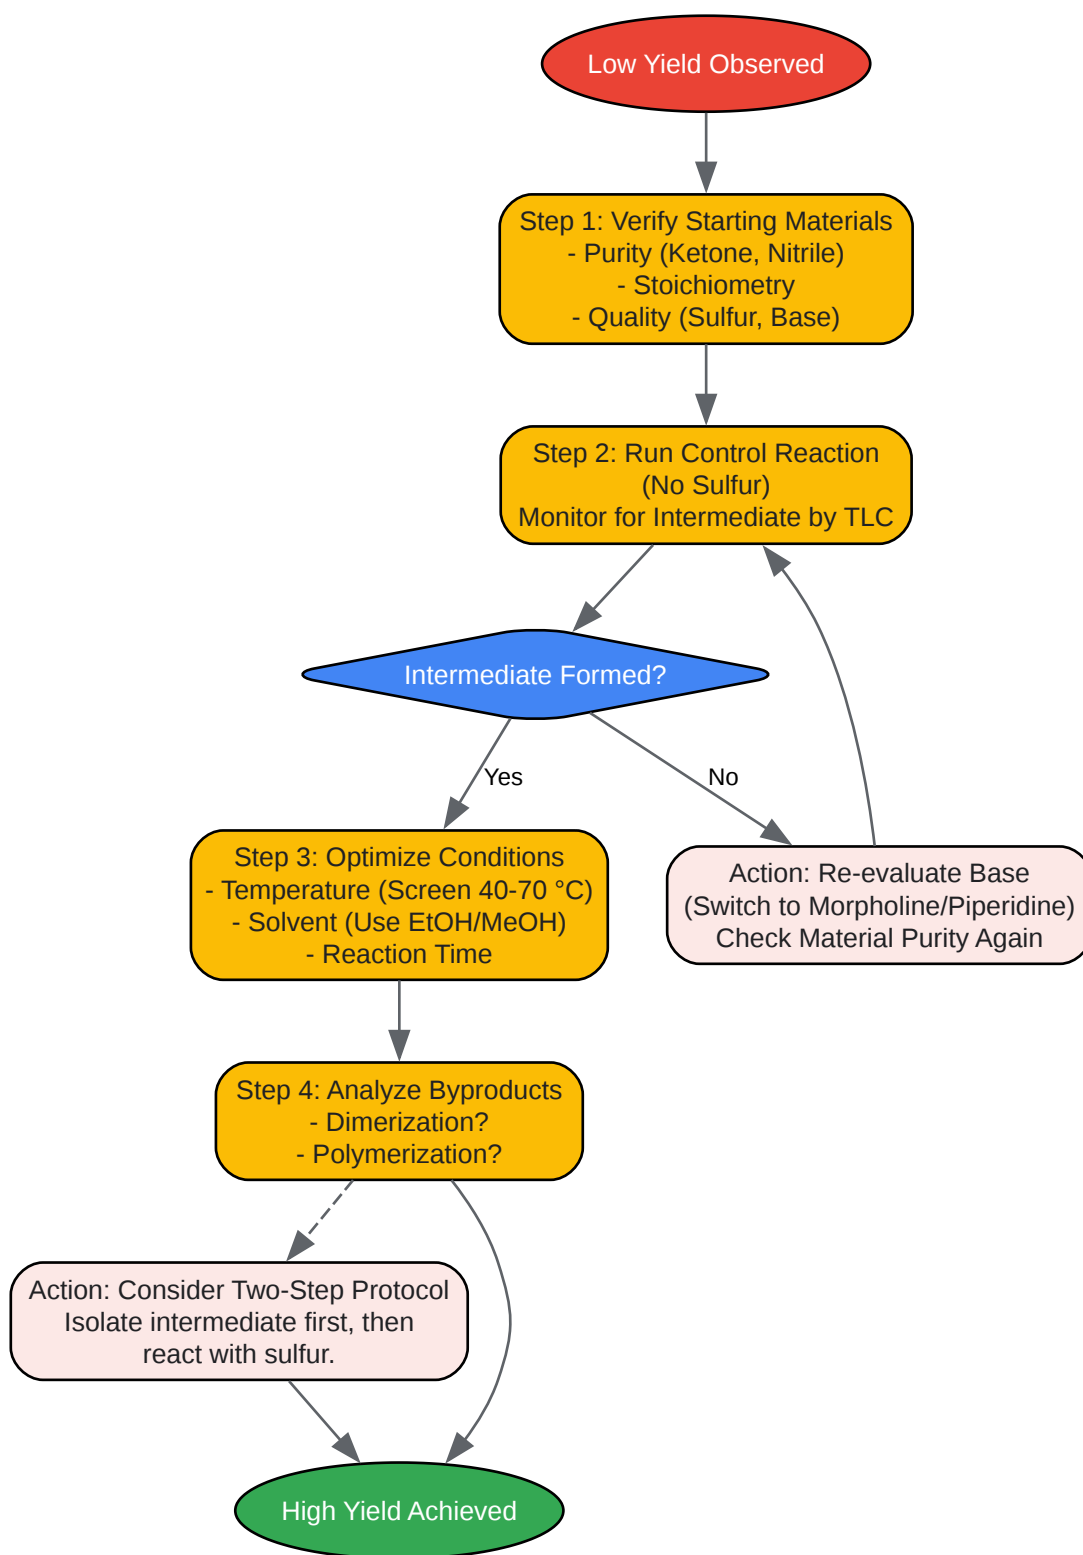 Low Yield Observed
Step 1: Verify Starting Materials
- Purity (Ketone, Nitrile)
- Stoichiometry
- Quality (Sulfur, Base)
Step 2: Run Control Reaction
(No Sulfur)
Monitor for Intermediate by TLC
Intermediate Formed?
Yes
No
Step 3: Optimize Conditions
- Temperature (Screen 40-70 °C)
- Solvent (Use EtOH/MeOH)
- Reaction Time
Action: Re-evaluate Base
(Switch to Morpholine/Piperidine)
Check Material Purity Again
Step 4: Analyze Byproducts
- Dimerization?
- Polymerization?
Action: Consider Two-Step Protocol
Isolate intermediate first, then
react with sulfur.
High Yield Achieved